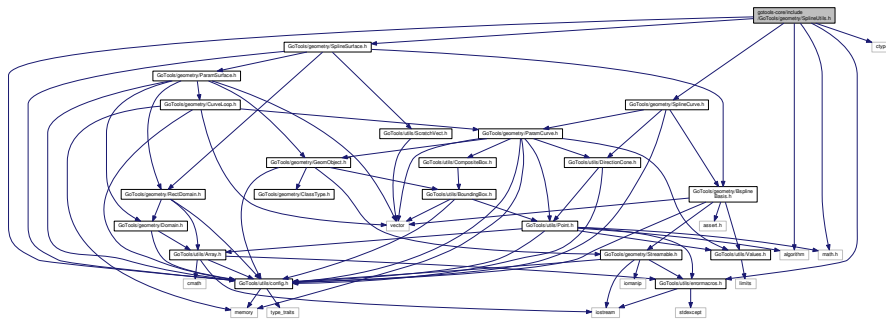 gotools-core/include
/GoTools/geometry/SplineUtils.h
GoTools/geometry/SplineSurface.h
ctype
GoTools/geometry/ParamSurface.h
GoTools/geometry/CurveLoop.h
GoTools/geometry/SplineCurve.h
GoTools/utils/ScratchVect.h
GoTools/geometry/ParamCurve.h
GoTools/geometry/GeomObject.h
GoTools/utils/CompositeBox.h
GoTools/utils/DirectionCone.h
GoTools/geometry/RectDomain.h
GoTools/geometry/ClassType.h
GoTools/utils/BoundingBox.h
GoTools/geometry/Bspline
Basis.h
GoTools/geometry/Domain.h
vector
GoTools/utils/Point.h
assert.h
GoTools/utils/Array.h
GoTools/geometry/Streamable.h
GoTools/utils/Values.h
algorithm
math.h
cmath
GoTools/utils/config.h
iomanip
GoTools/utils/errormacros.h
limits
memory
type_traits
iostream
stdexcept